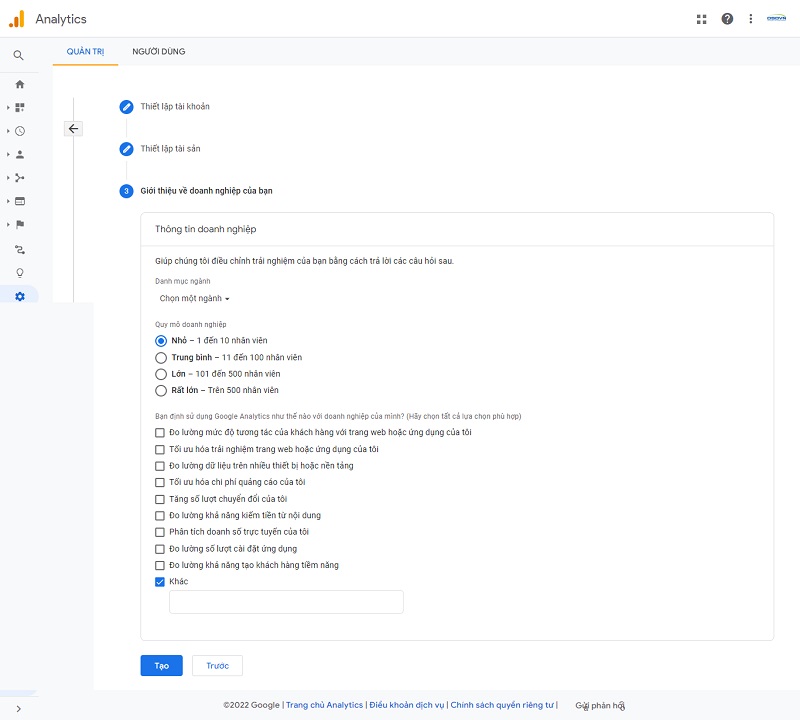 Analytics
QUẢN TRỊ
NGƯỜI DÙNG
Thiết lập tài khoản
Thiết lập tài sản
3 Giới thiệu về doanh nghiệp của bạn
Thông tin doanh nghiệp
Giúp chúng tôi điều chỉnh trải nghiệm của bạn bằng cách trả lời các câu hỏi sau.
Danh mục ngành
Chọn một ngành
Quy mô doanh nghiệp
Nhỏ – 1 đến 10 nhân viên
Trung bình – 11 đến 100 nhân viên
Lớn – 101 đến 500 nhân viên
Rất lớn – Trên 500 nhân viên
Bạn định sử dụng Google Analytics như thế nào với doanh nghiệp của mình? (Hãy chọn tất cả lựa chọn phù hợp)
Đo lường mức độ tương tác của khách hàng với trang web hoặc ứng dụng của tôi
Tối ưu hóa trải nghiệm trang web hoặc ứng dụng của tôi
Đo lường dữ liệu trên nhiều thiết bị hoặc nền tảng
Tối ưu hóa chi phí quảng cáo của tôi
Tăng số lượt chuyển đổi của tôi
Đo lường khả năng kiếm tiền từ nội dung
Phân tích doanh số trực tuyến của tôi
Đo lường số lượt cài đặt ứng dụng
Đo lường khả năng tạo khách hàng tiềm năng
Khác
Tạo
Trước
©2022 Google | Trang chủ Analytics | Điều khoản dịch vụ | Chính sách quyền riêng tư | Gửi phản hồi